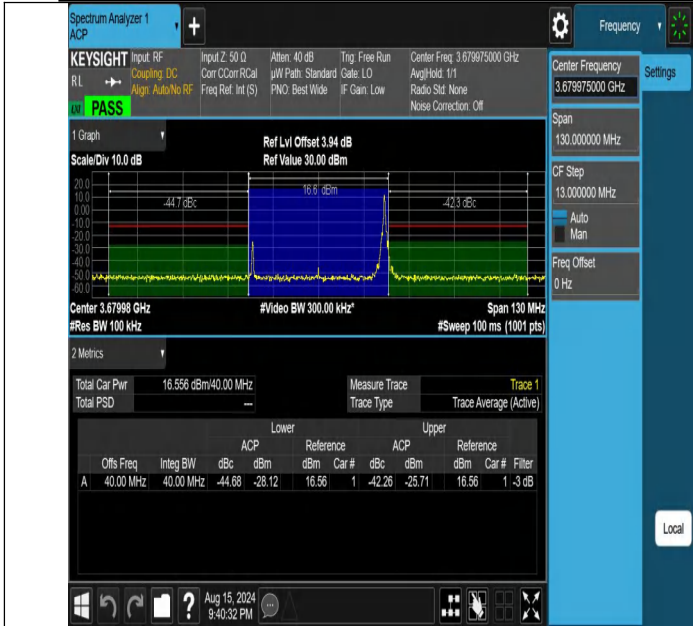 Spectrum Analyzer 1
ACP
Frequency
KEYSIGHT Input: RF Input Z: 50 Ω Atten: 40 dB Trig: Free Run Center Freq: 3.679975000 GHz
RL Coupling: DC Corr CCorr RCal µW Path: Standard Gate: LO Avg|Hold: 1/1
Align: Auto/No RF Freq Ref: Int (S) PNO: Best Wide IF Gain: Low Radio Std: None
PASS Noise Correction: Off
Center Frequency
3.679975000 GHz
Settings
Span
130.000000 MHz
CF Step
13.000000 MHz
Auto
Man
Freq Offset
0 Hz
1 Graph
Ref Lvl Offset 3.94 dB
Scale/Div 10.0 dB Ref Value 30.00 dBm
20.0
10.0
0.00
-10.0
-20.0
-30.0
-40.0
-50.0
-60.0
-44.7 dBc 16.6 dBm -42.3 dBc
Center 3.67998 GHz #Video BW 300.00 kHz* Span 130 MHz
#Res BW 100 kHz #Sweep 100 ms (1001 pts)
2 Metrics
Total Car Pwr 16.556 dBm/40.00 MHz Measure Trace Trace 1
Total PSD --- Trace Type Trace Average (Active)
Lower Upper
ACP Reference ACP Reference
Offs Freq Integ BW dBc dBm dBm Car # dBc dBm dBm Car # Filter
A 40.00 MHz 40.00 MHz -44.68 -28.12 16.56 1 -42.26 -25.71 16.56 1 -3 dB
Local
Aug 15, 2024
9:40:32 PM